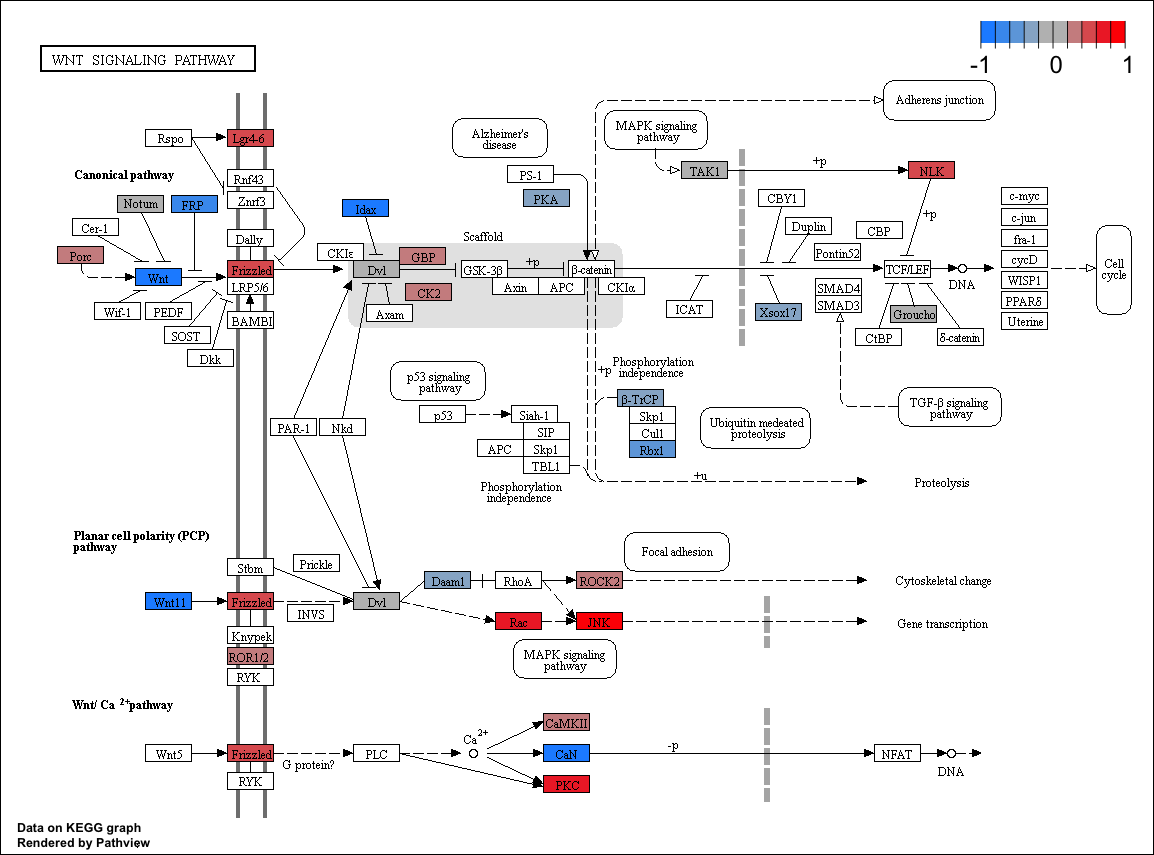 WNT SIGNALING PATHWAY
-1 0 1
Adherens junction
MAPK signaling
pathway
Alzheimer's
disease
Rspo
Lgr4-6
Canonical pathway
Rnf43
Znrf3
PS-1
PKA
TAK1
+p
NLK
Notum
FRP
Idax
CBY1
c-myc
Cer-1
Dally
Scaffold
Duplin
CBP
+p
c-jun
Porc
CKIε
GBP
Pontin52
fra-1
Wnt
Frizzled
Dvl
GSK-3β
+p
β-catenin
TCF/LEF
DNA
cycD
Cell
cycle
LRP5/6
CK2
Axin
APC
CKIα
SMAD4
SMAD3
WISP1
Wif-1
PEDF
BAMBI
Axam
ICAT
Xsox17
Groucho
PPARδ
SOST
Uterine
Dkk
CtBP
δ-catenin
p53 signaling
pathway
+p
Phosphorylation
independence
β-TrCP
TGF-β signaling
pathway
p53
Siah-1
Skp1
PAR-1
Nkd
SIP
Cul1
Ubiquitin medeated
proteolysis
APC
Skp1
Rbx1
TBL1
+u
Proteolysis
Phosphorylation
independence
Planar cell polarity (PCP)
pathway
Focal adhesion
Stbm
Prickle
Daam1
RhoA
ROCK2
Cytoskeletal change
Wnt11
Frizzled
INVS
Dvl
Rac
JNK
Gene transcription
Knypek
ROR1/2
RYK
MAPK signaling
pathway
Wnt/ Ca 2+pathway
CaMKII
Ca2+
Wnt5
Frizzled
G protein?
PLC
CaN
-p
NFAT
DNA
RYK
PKC
Data on KEGG graph
Rendered by Pathview